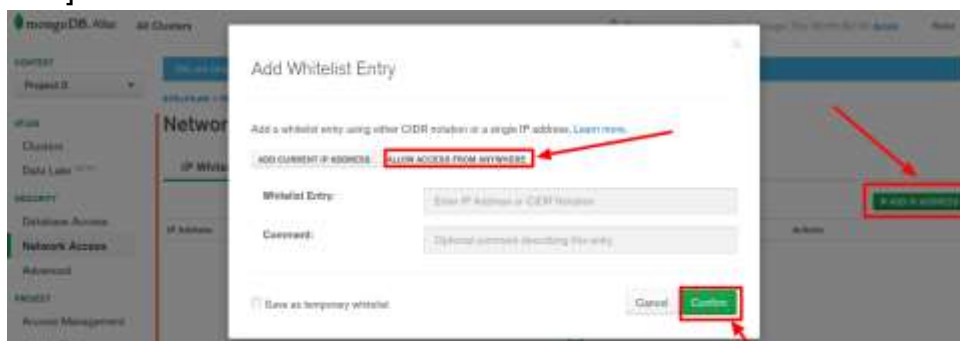 mongoDB. Atlas All Clusters
CONTEXT
Project 0
Add Whitelist Entry
Networ
Add a whitelist entry using either CIDR notation or a single IP address. Learn more.
Clusters
Data Lake
IP White
ADD CURRENT IP ADDRESS ALLOW ACCESS FROM ANYWHERE
SECURITY
Whitelist Entry: Enter IP Address or CIDR Notation
ADD IP ADDRESS
Database Access
IP Address
Comment: Optional comment describing this entry
Actions
Network Access
Advanced
PROJECT
Save as temporary whitelist
Cancel Confirm
Access Management